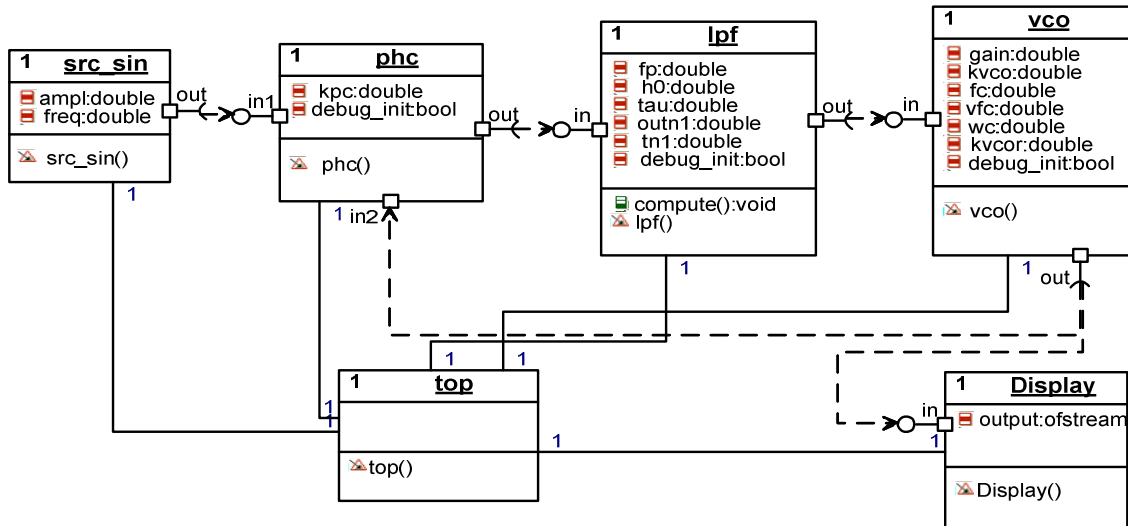 1
src_sin
ampl:double
freq:double
src_sin()
out
in1
1
phc
kpc:double
debug_init:bool
phc()
out
in2
in
1
lpf
fp:double
h0:double
tau:double
outn1:double
tn1:double
debug_init:bool
compute():void
lpf()
out
in
1
vco
gain:double
kvco:double
fc:double
vfc:double
wc:double
kvcor:double
debug_init:bool
vco()
out
1
1
1
1
1
1
1
1
1
top
top()
1
1
in
1
Display
output:ofstream
Display()